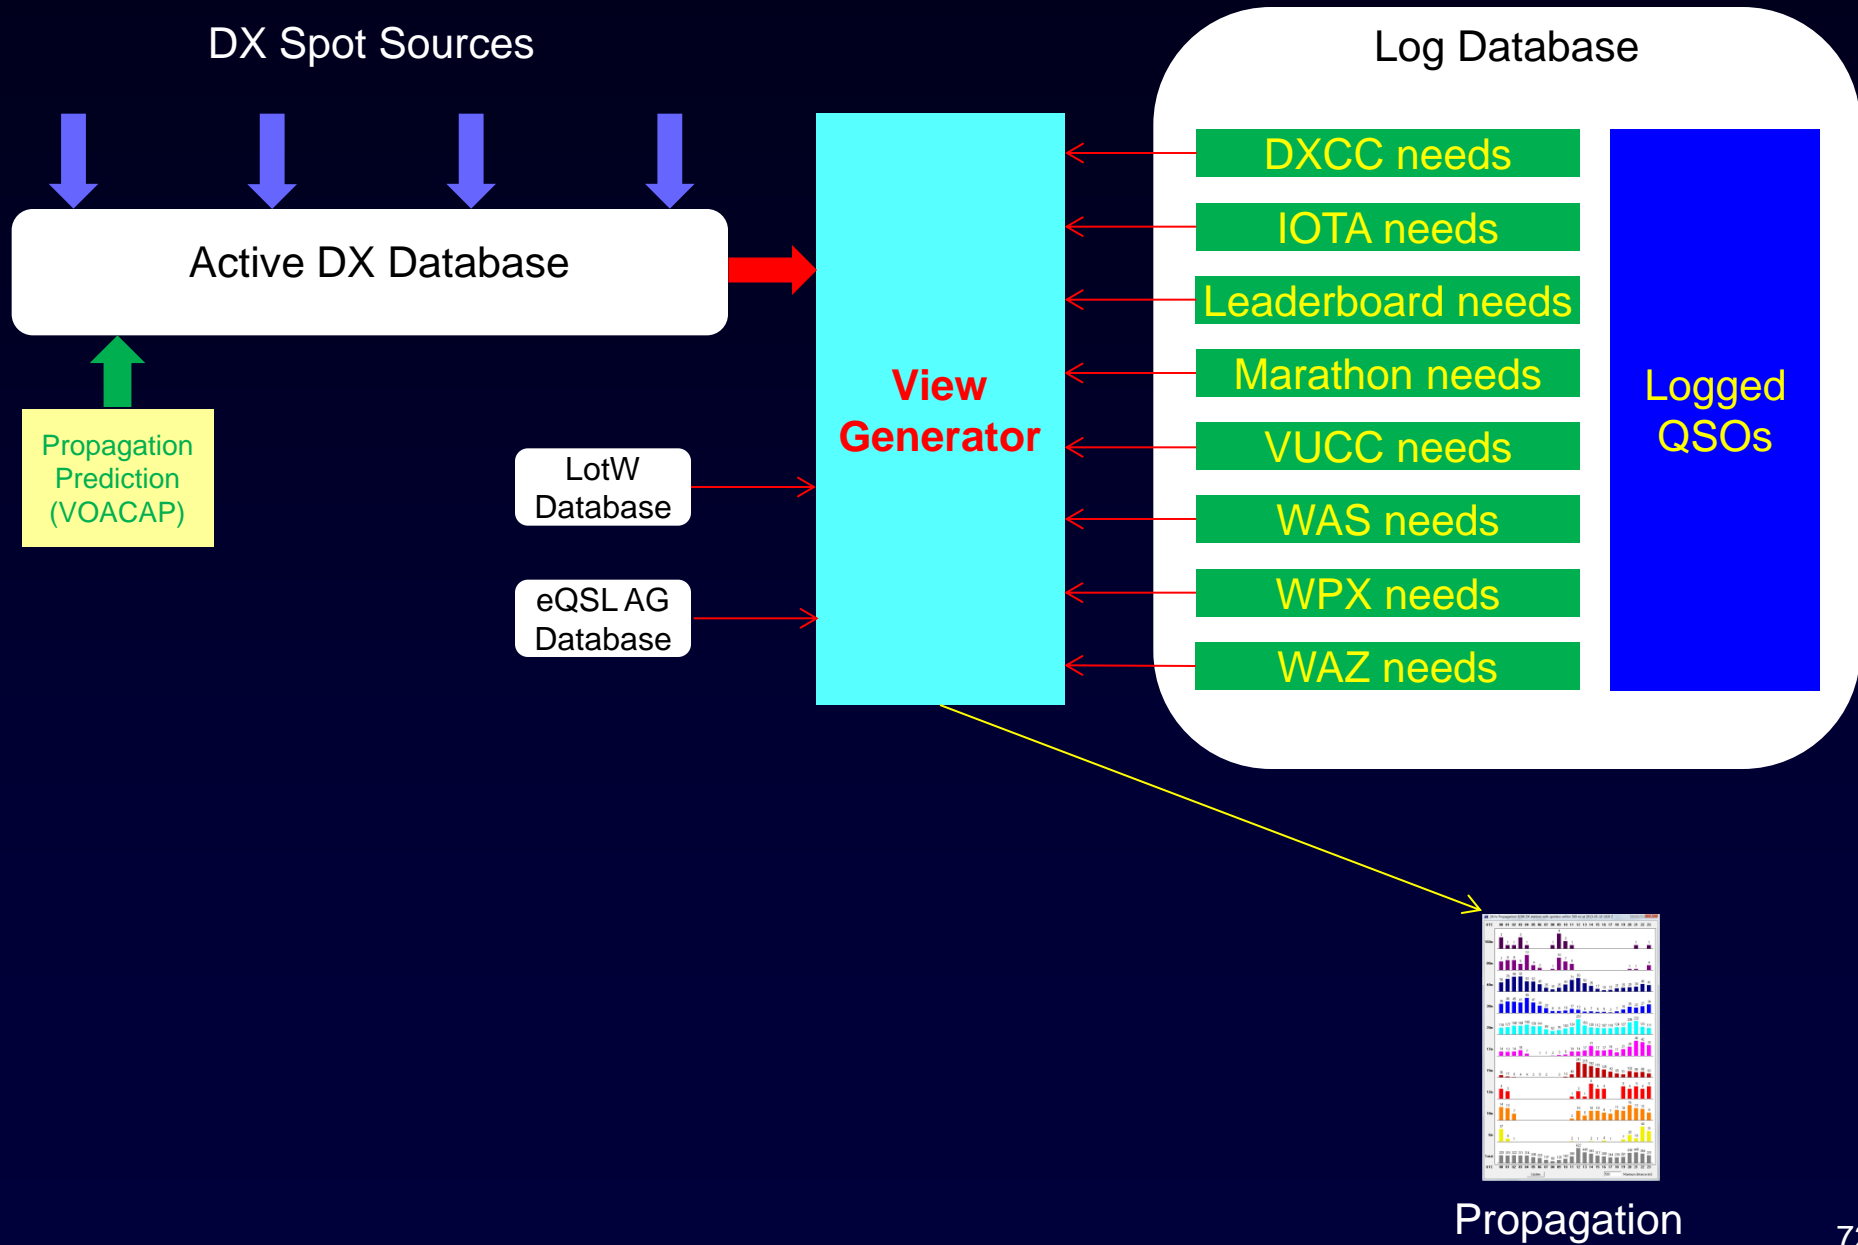 DX Spot Sources
Log Database
DXCC needs
IOTA needs
Active DX Database
Leaderboard needs
Marathon needs
View
Generator
Logged
QSOs
Propagation
Prediction
(VOACAP)
VUCC needs
LotW
Database
WAS needs
eQSL AG
Database
WPX needs
WAZ needs
Propagation